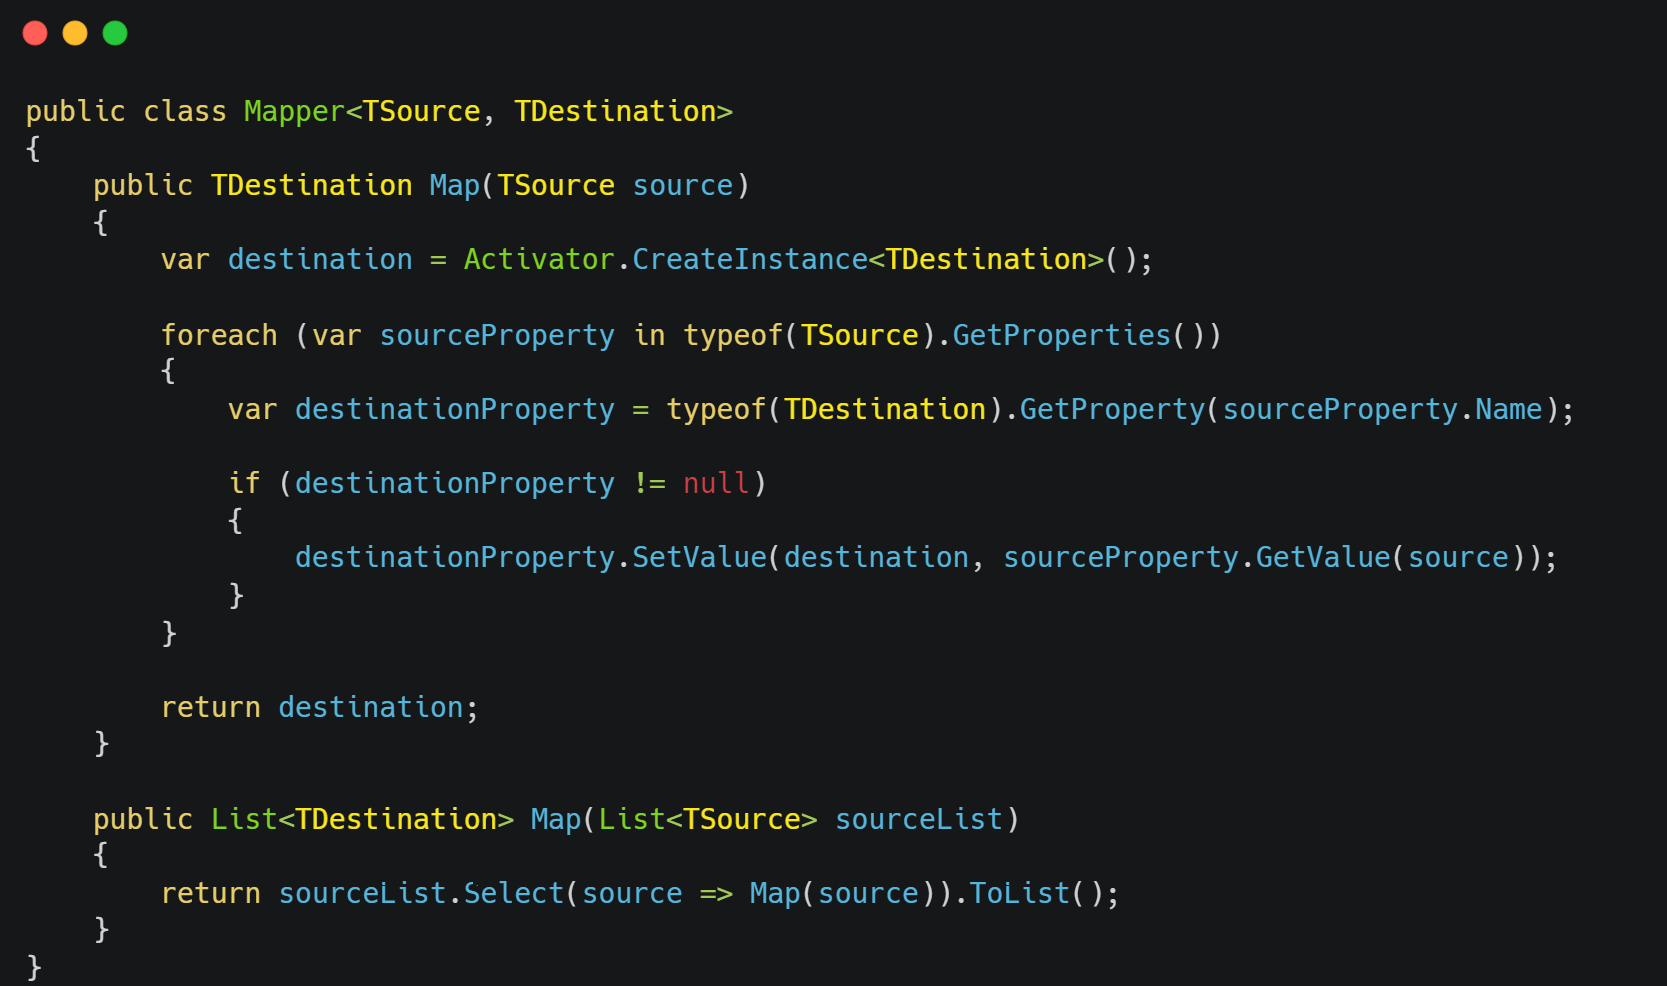 public class Mapper<TSource, TDestination>
{
    public TDestination Map(TSource source)
    {
        var destination = Activator.CreateInstance<TDestination>();

        foreach (var sourceProperty in typeof(TSource).GetProperties())
        {
            var destinationProperty = typeof(TDestination).GetProperty(sourceProperty.Name);

            if (destinationProperty != null)
            {
                destinationProperty.SetValue(destination, sourceProperty.GetValue(source));
            }
        }

        return destination;
    }

    public List<TDestination> Map(List<TSource> sourceList)
    {
        return sourceList.Select(source => Map(source)).ToList();
    }
}